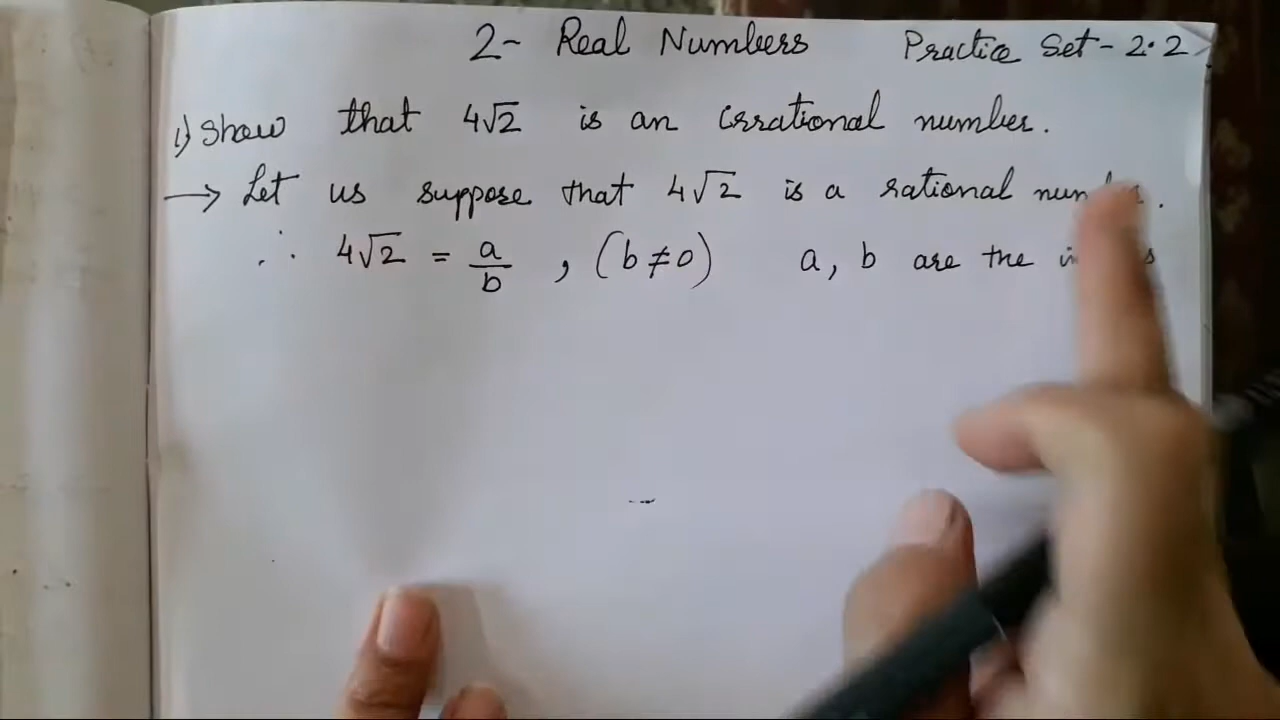 2- Real Numbers Practice Set - 2.2
1) Show that 4√2 is an irrational number.
→ Let us suppose that 4√2 is a rational
∴ 4√2 = a/b , (b≠0) a, b are the